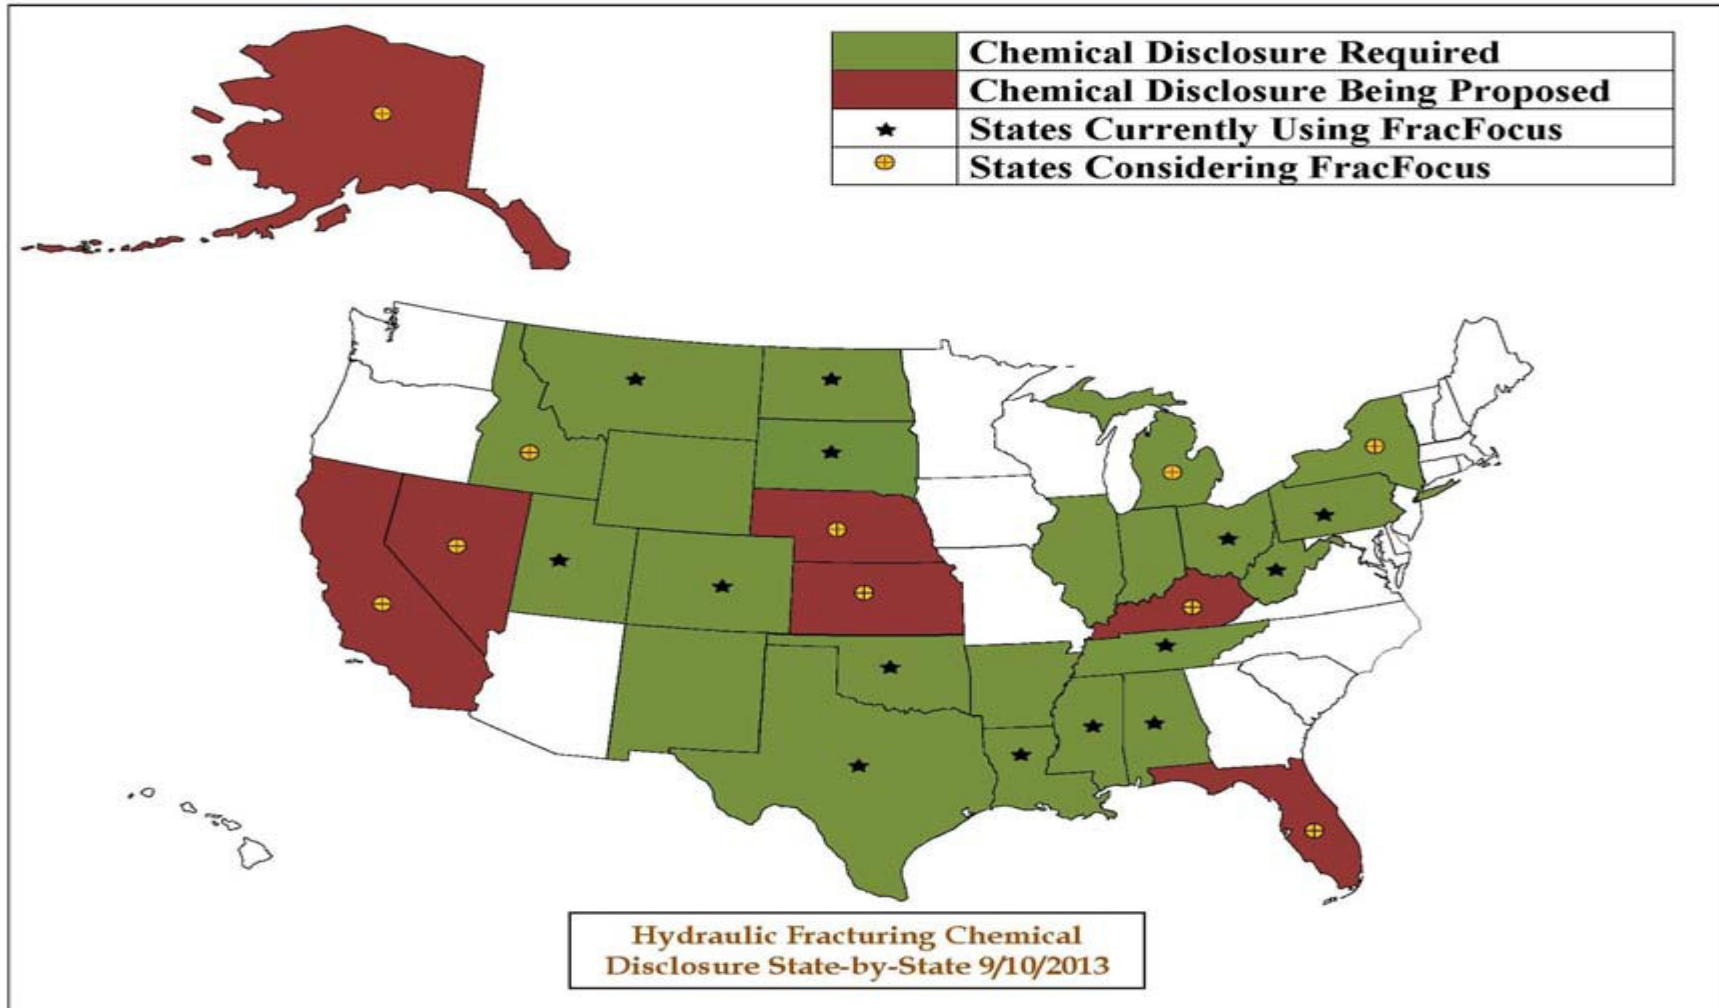 Chemical Disclosure Required
Chemical Disclosure Being Proposed
States Currently Using FracFocus
States Considering FracFocus
Hydraulic Fracturing Chemical
Disclosure State-by-State 9/10/2013